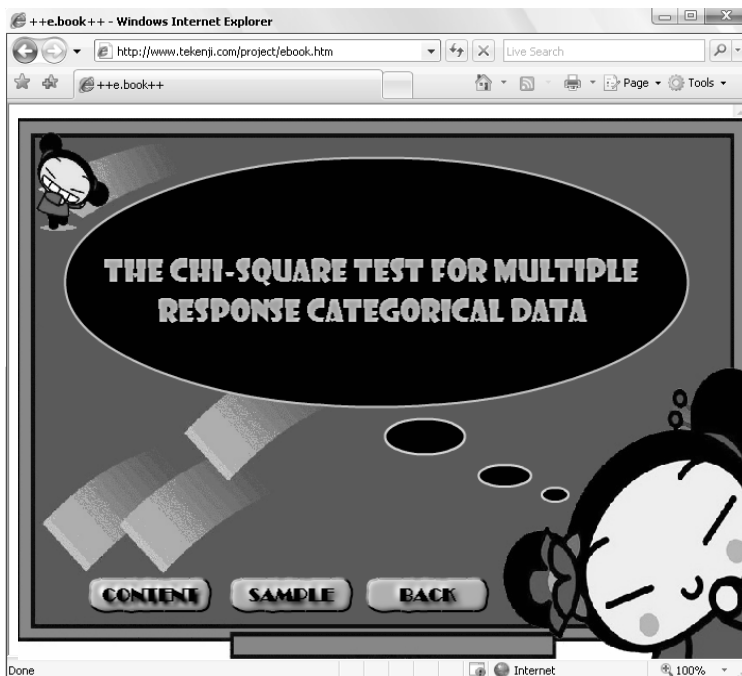 ++e.book++ - Windows Internet Explorer
http://www.tekenji.com/project/ebook.htm
Live Search
++e.book++
Page
Tools
THE CHI-SQUARE TEST FOR MULTIPLE
RESPONSE CATEGORICAL DATA
CONTENT
SAMPLE
BACK
Done
Internet
100%